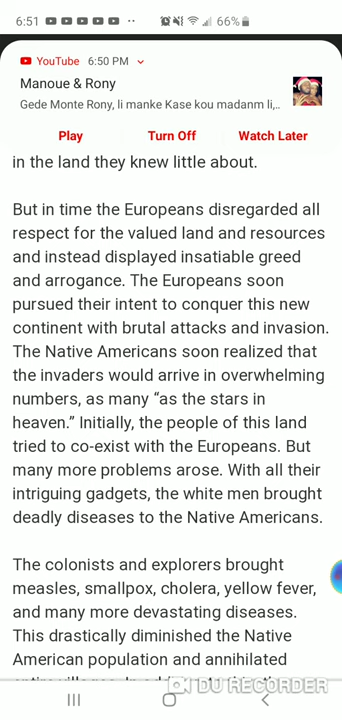 6:51 66%
YouTube 6:50 PM
Manoue & Rony
Gede Monte Rony, li manke Kase kou madanm li,..
Play Turn Off Watch Later
in the land they knew little about.
But in time the Europeans disregarded all
respect for the valued land and resources
and instead displayed insatiable greed
and arrogance. The Europeans soon
pursued their intent to conquer this new
continent with brutal attacks and invasion.
The Native Americans soon realized that
the invaders would arrive in overwhelming
numbers, as many “as the stars in
heaven.” Initially, the people of this land
tried to co-exist with the Europeans. But
many more problems arose. With all their
intriguing gadgets, the white men brought
deadly diseases to the Native Americans.
The colonists and explorers brought
measles, smallpox, cholera, yellow fever,
and many more devastating diseases.
This drastically diminished the Native
American population and annihilated
DU RECORDER